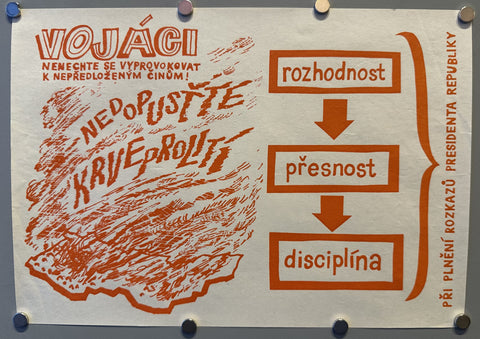 VOJÁCI
NENECHTE SE VYPROVOKOVAT
K NEPŘEDLOŽENÝM ČINŮM!
NEDOPUSŤTE
KRVEPROLITÍ
rozhodnost
přesnost
disciplína
PŘI PLNĚNÍ ROZKAZŮ PRESIDENTA REPUBLIKY